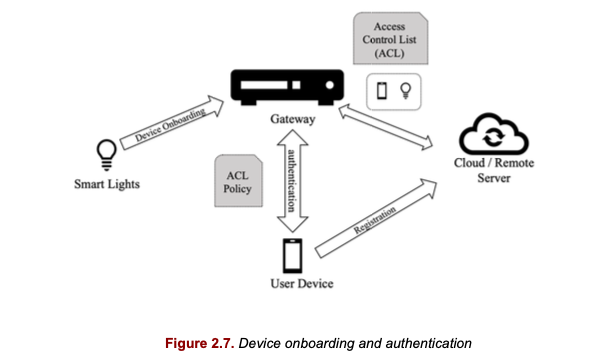 Access
Control List
(ACL)
Gateway
Device Onboarding
Smart Lights
ACL
Policy
authentication
Cloud / Remote
Server
Registration
User Device
Figure 2.7. Device onboarding and authentication